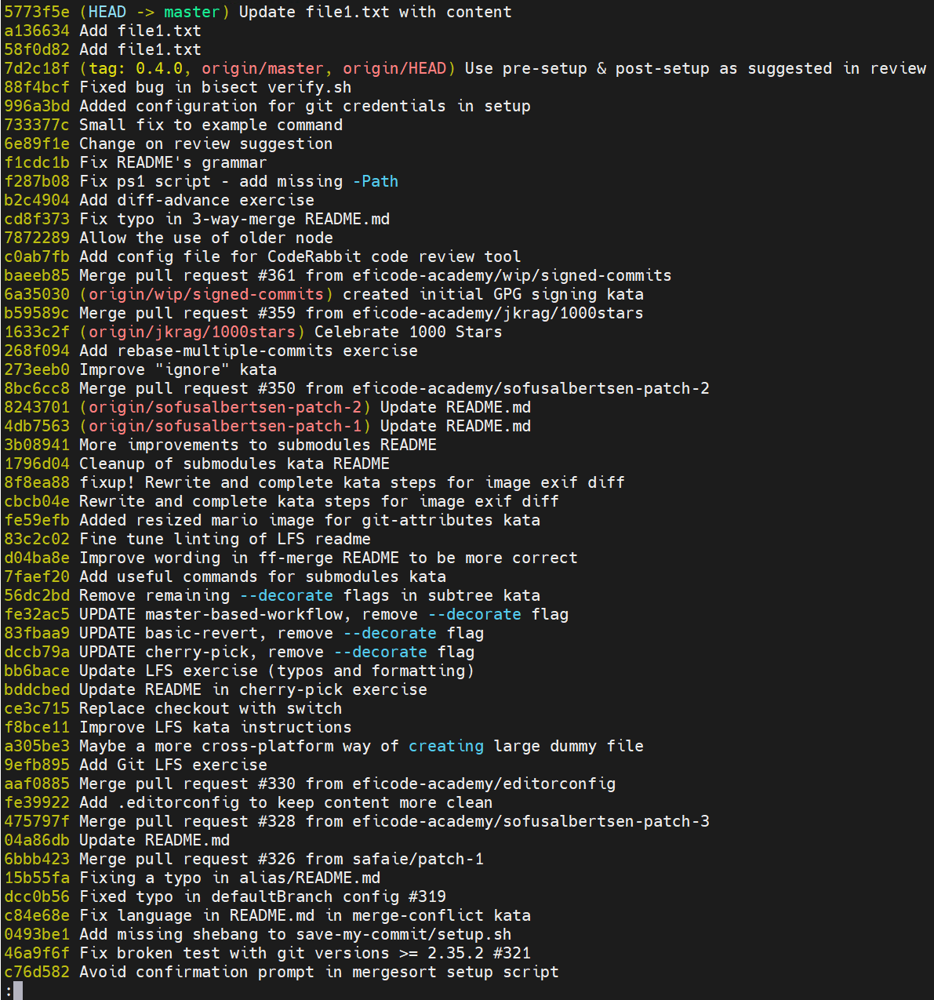 5773f5e (HEAD -> master) Update file1.txt with content
a136634 Add file1.txt
58f0d82 Add file1.txt
7d2c18f (tag: 0.4.0, origin/master, origin/HEAD) Use pre-setup & post-setup as suggested in review
88f4bcf Fixed bug in bisect verify.sh
996a3bd Added configuration for git credentials in setup
733377c Small fix to example command
6e89f1e Change on review suggestion
f1cdc1b Fix README's grammar
f287b08 Fix ps1 script - add missing -Path
b2c4904 Add diff-advance exercise
cd8f373 Fix typo in 3-way-merge README.md
7872289 Allow the use of older node
c0ab7fb Add config file for CodeRabbit code review tool
baeeb85 Merge pull request #361 from eficode-academy/wip/signed-commits
6a35030 (origin/wip/signed-commits) created initial GPG signing kata
b59589c Merge pull request #359 from eficode-academy/jkrag/1000stars
1633c2f (origin/jkrag/1000stars) Celebrate 1000 Stars
268f094 Add rebase-multiple-commits exercise
273eeb0 Improve "ignore" kata
8bc6cc8 Merge pull request #350 from eficode-academy/sofusalbertsen-patch-2
8243701 (origin/sofusalbertsen-patch-2) Update README.md
4db7563 (origin/sofusalbertsen-patch-1) Update README.md
3b08941 More improvements to submodules README
1796d04 Cleanup of submodules kata README
8f8ea88 fixup! Rewrite and complete kata steps for image exif diff
cbcb04e Rewrite and complete kata steps for image exif diff
fe59efb Added resized mario image for git-attributes kata
83c2c02 Fine tune linting of LFS readme
d04ba8e Improve wording in ff-merge README to be more correct
7faef20 Add useful commands for submodules kata
56dc2bd Remove remaining --decorate flags in subtree kata
fe32ac5 UPDATE master-based-workflow, remove --decorate flag
83fbaa9 UPDATE basic-revert, remove --decorate flag
dccb79a UPDATE cherry-pick, remove --decorate flag
bb6bace Update LFS exercise (typos and formatting)
bddcbed Update README in cherry-pick exercise
ce3c715 Replace checkout with switch
f8bce11 Improve LFS kata instructions
a305be3 Maybe a more cross-platform way of creating large dummy file
9efb895 Add Git LFS exercise
aaf0885 Merge pull request #330 from eficode-academy/editorconfig
fe39922 Add .editorconfig to keep content more clean
475797f Merge pull request #328 from eficode-academy/sofusalbertsen-patch-3
04a86db Update README.md
6bbb423 Merge pull request #326 from safaie/patch-1
15b55fa Fixing a typo in alias/README.md
dcc0b56 Fixed typo in defaultBranch config #319
c84e68e Fix language in README.md in merge-conflict kata
0493be1 Add missing shebang to save-my-commit/setup.sh
46a9f6f Fix broken test with git versions >= 2.35.2 #321
c76d582 Avoid confirmation prompt in mergesort setup script
: